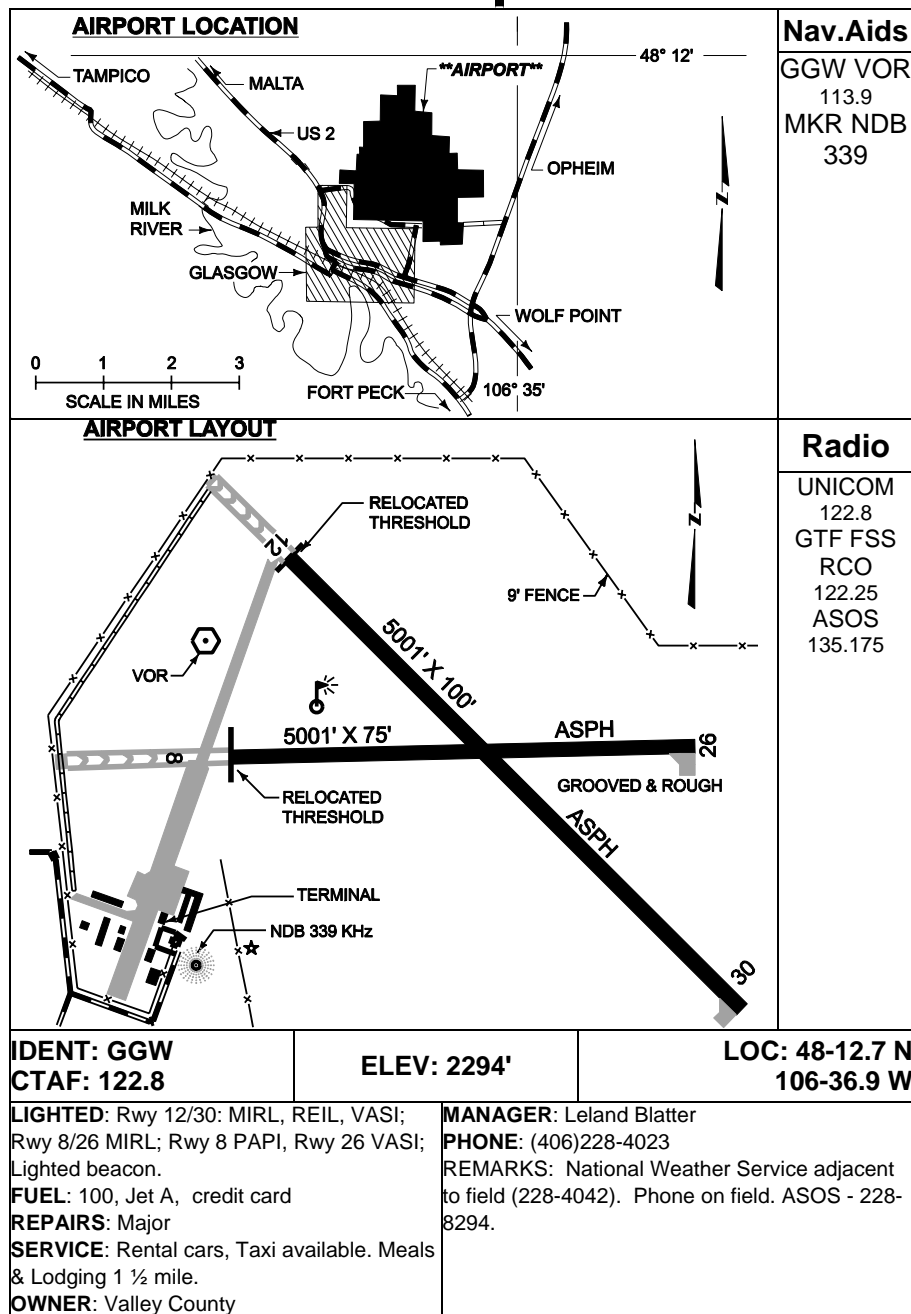 AIRPORT LOCATION
48° 12'
TAMPICO
MALTA
**AIRPORT**
US 2
OPHEIM
MILK
RIVER
N
GLASGOW
WOLF POINT
0 1 2 3
SCALE IN MILES
FORT PECK
106° 35'
Nav.Aids
GGW VOR
113.9
MKR NDB
339
AIRPORT LAYOUT
RELOCATED
THRESHOLD
N
12
9' FENCE
5001' X 100'
VOR
5001' X 75'
ASPH
26
8
GROOVED & ROUGH
RELOCATED
THRESHOLD
ASPH
TERMINAL
NDB 339 KHz
30
Radio
UNICOM
122.8
GTF FSS
RCO
122.25
ASOS
135.175
IDENT: GGW
CTAF: 122.8
ELEV: 2294'
LOC: 48-12.7 N
106-36.9 W
LIGHTED: Rwy 12/30: MIRL, REIL, VASI;
Rwy 8/26 MIRL; Rwy 8 PAPI, Rwy 26 VASI;
Lighted beacon.
FUEL: 100, Jet A, credit card
REPAIRS: Major
SERVICE: Rental cars, Taxi available. Meals
& Lodging 1 ½ mile.
OWNER: Valley County
MANAGER: Leland Blatter
PHONE: (406)228-4023
REMARKS: National Weather Service adjacent
to field (228-4042). Phone on field. ASOS - 228-
8294.